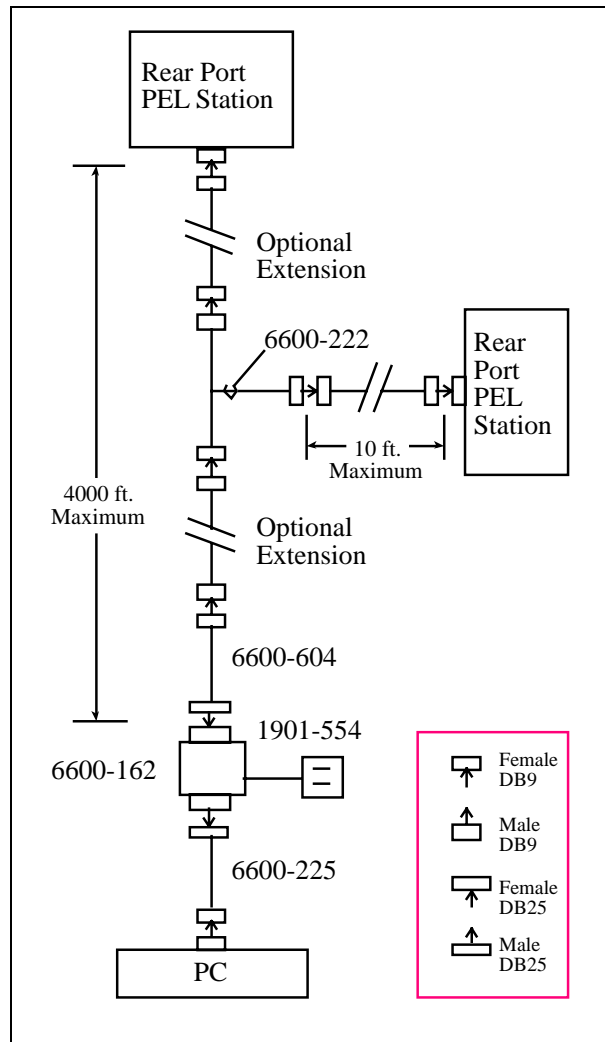 Rear Port
PEL Station
Optional
Extension
6600-222
Rear
Port
PEL
Station
10 ft.
Maximum
4000 ft.
Maximum
Optional
Extension
6600-604
1901-554
6600-162
6600-225
PC
Female
DB9
Male
DB9
Female
DB25
Male
DB25